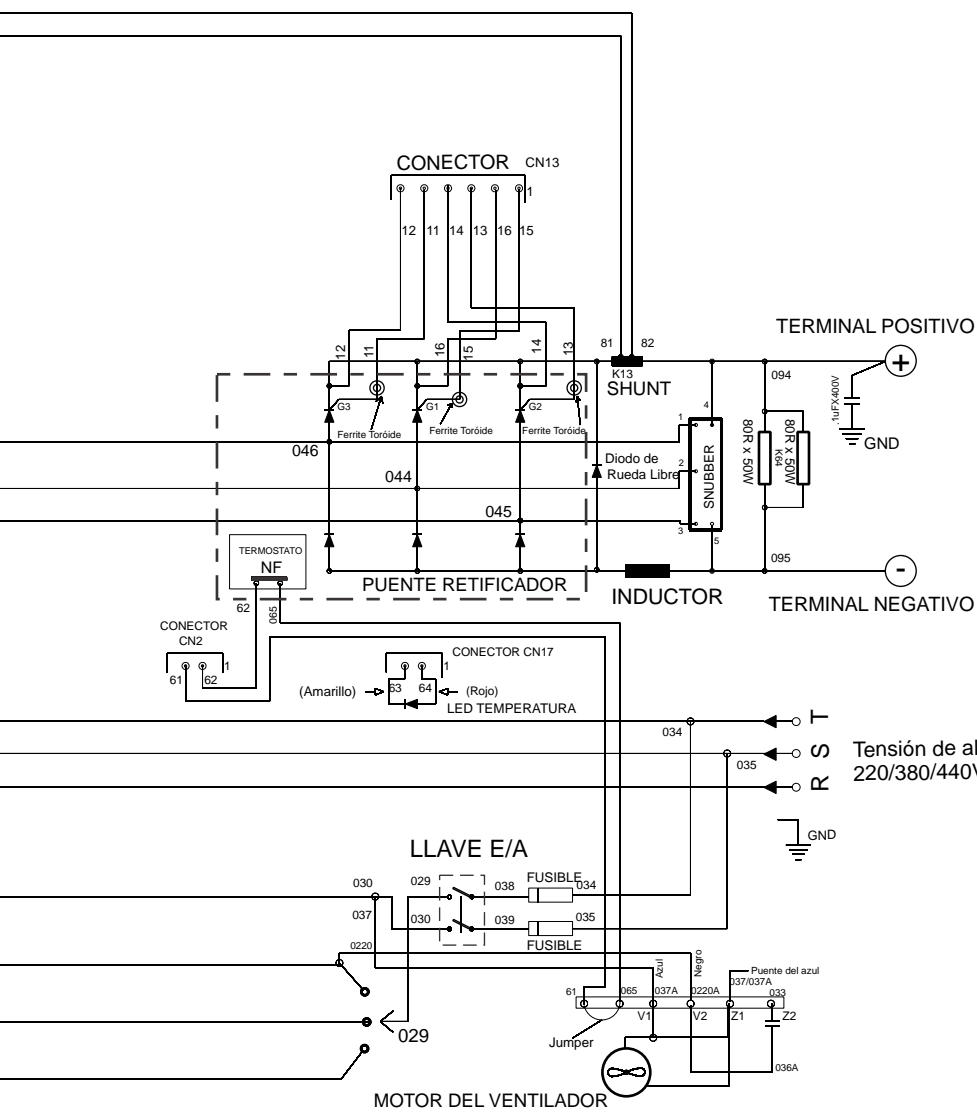 CONECTOR CN13
1
12 11 14 13 16 15
TERMINAL POSITIVO
81 82
12 11 16 15 14 13
K13
SHUNT
094
+
.1uFX400V
GND
G3 G1 G2
4
1
Ferrite Toróide Ferrite Toróide Ferrite Toróide
046
80R x 50W
K64
80R x 50W
Diodo de
Rueda Libre
2
SNUBBER
044
045
3
5
TERMOSTATO
NF
095
-
PUENTE RETIFICADOR
INDUCTOR
TERMINAL NEGATIVO
62 065
CONECTOR
CN2
1
61 62
CONECTOR CN17
1
(Amarillo) 63 64 (Rojo)
LED TEMPERATURA
034
T
035
S
R
Tensión de al
220/380/440V
GND
LLAVE E/A
030 029 038 FUSIBLE 034
037 030 039 035
FUSIBLE
0220
Azul
Negro
Puente del azul
037/037A
61 065 037A 0220A 033
V1 V2 Z1 Z2
029
Jumper
036A
MOTOR DEL VENTILADOR